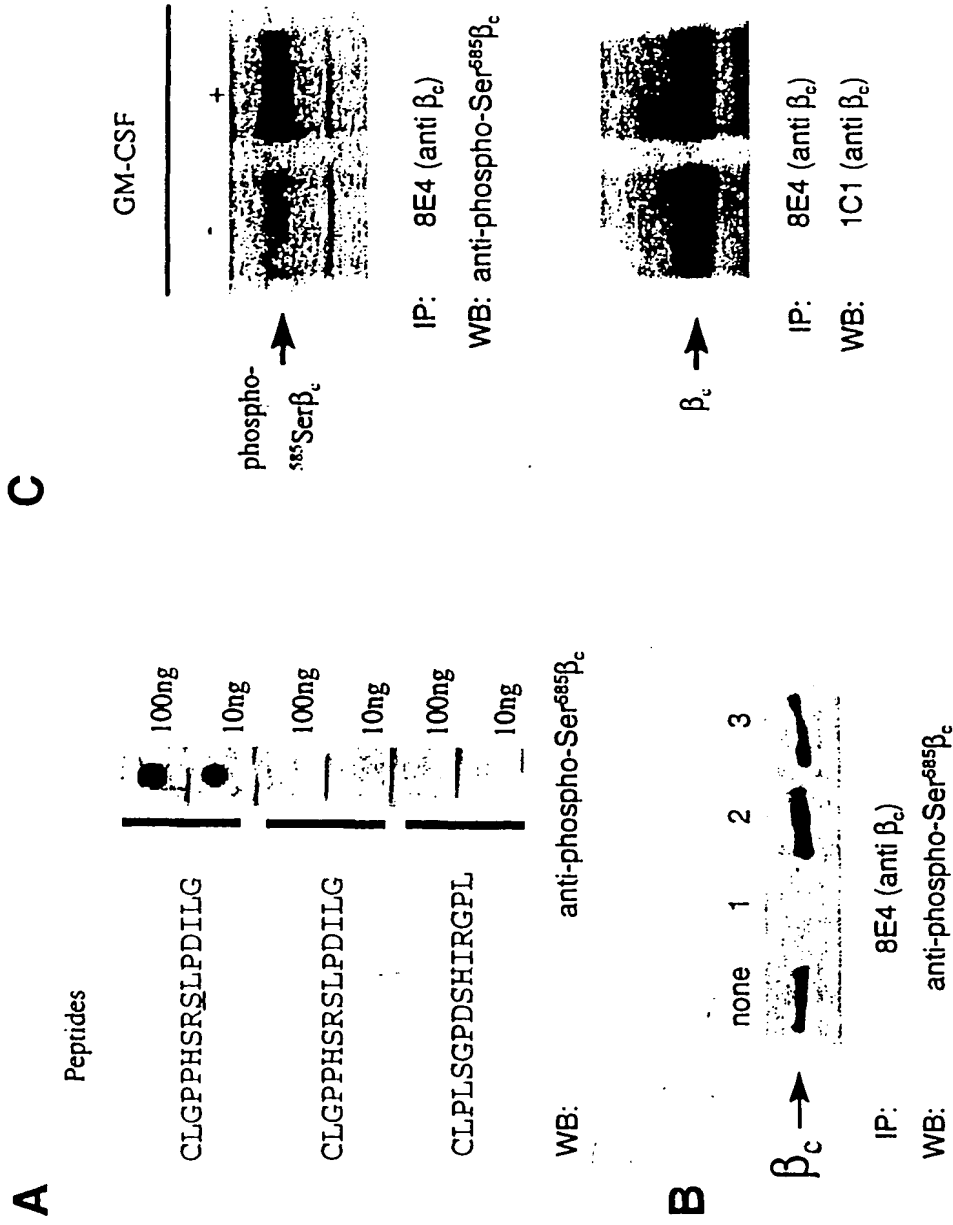 A
Peptides
CLGPPHSRSLPDILG
100ng
10ng
CLGPPHSRSLPDILG
100ng
10ng
CLPLSGPDSHIRGPL
100ng
10ng
WB: anti-phospho-Ser⁵⁸⁵βc
B
none 1 2 3
βc
IP: 8E4 (anti βc)
WB: anti-phospho-Ser⁵⁸⁵βc
C
GM-CSF
- +
phospho-
⁵⁸⁵Serβc
IP: 8E4 (anti βc)
WB: anti-phospho-Ser⁵⁸⁵βc
βc
IP: 8E4 (anti βc)
WB: 1C1 (anti βc)